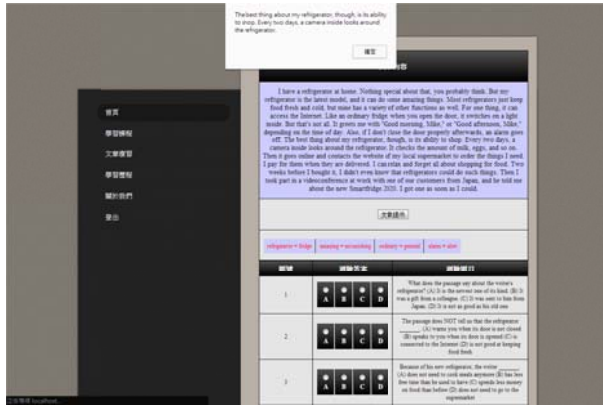 The best thing about my refrigerator, though, is its ability
to shop. Every two days, a camera inside looks around
the refrigerator.
確定
首頁
學習課程
文章複習
學習歷程
關於我們
登出
I have a refrigerator at home. Nothing special about that, you probably think. But my
refrigerator is the latest model, and it can do some amazing things. Most refrigerators just keep
food fresh and cold, but mine has a variety of other functions as well. For one thing, it can
access the Internet. Like an ordinary fridge when you open the door, it switches on a light
inside. But that's not all. It greets me with "Good morning, Mike," or "Good afternoon, Mike,"
depending on the time of day. Also, if I don't close the door properly afterwards, an alarm goes
off. The best thing about my refrigerator, though, is its ability to shop. Every two days, a
camera inside looks around the refrigerator. It checks the amount of milk, eggs, and so on.
Then it goes online and contacts the website of my local supermarket to order the things I need.
I pay for them when they are delivered. I can relax and forget all about shopping for food. Two
weeks before I bought it, I didn't even know that refrigerators could do such things. Then I
took part in a videoconference at work with one of our customers from Japan, and he told me
about the new SmartFridge 2020. I got one as soon as I could.
文章提示
refrigerator = fridge
amazing = astonishing
ordinary = general
alarm = alert
1
A B C D
What does the passage say about the writer's
refrigerator? (A) It is the newest one of its kind. (B) It
was a gift from a colleague. (C) It was sent to him from
Japan. (D) It is not as good as his old one.
2
A B C D
The passage does NOT tell us that the refrigerator
______. (A) warns you when its door is not closed
(B) speaks to you when its door is opened (C) is
connected to the Internet (D) is not good at keeping
food fresh
3
A B C D
Because of his new refrigerator, the writer ______.
(A) does not need to cook meals anymore (B) has less
free time than he used to have (C) spends less money
on food than before (D) does not need to go to the
supermarket
localhost...